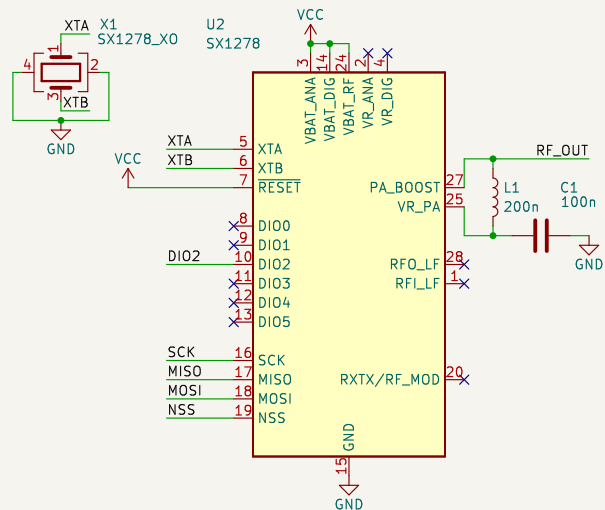 XTA
X1
SX1278_XO
1
4
2
3
XTB
GND
U2
SX1278
VCC
3
14
24
2
4
VBAT_ANA
VBAT_DIG
VBAT_RF
VR_ANA
VR_DIG
XTA
5
XTA
XTB
6
XTB
VCC
7
RESET
8
DIO0
9
DIO1
DIO2
10
DIO2
11
DIO3
12
DIO4
13
DIO5
SCK
16
SCK
MISO
17
MISO
MOSI
18
MOSI
NSS
19
NSS
PA_BOOST
27
VR_PA
25
RFO_LF
28
RFI_LF
1
RXTX/RF_MOD
20
RF_OUT
L1
200n
C1
100n
GND
GND
15
GND